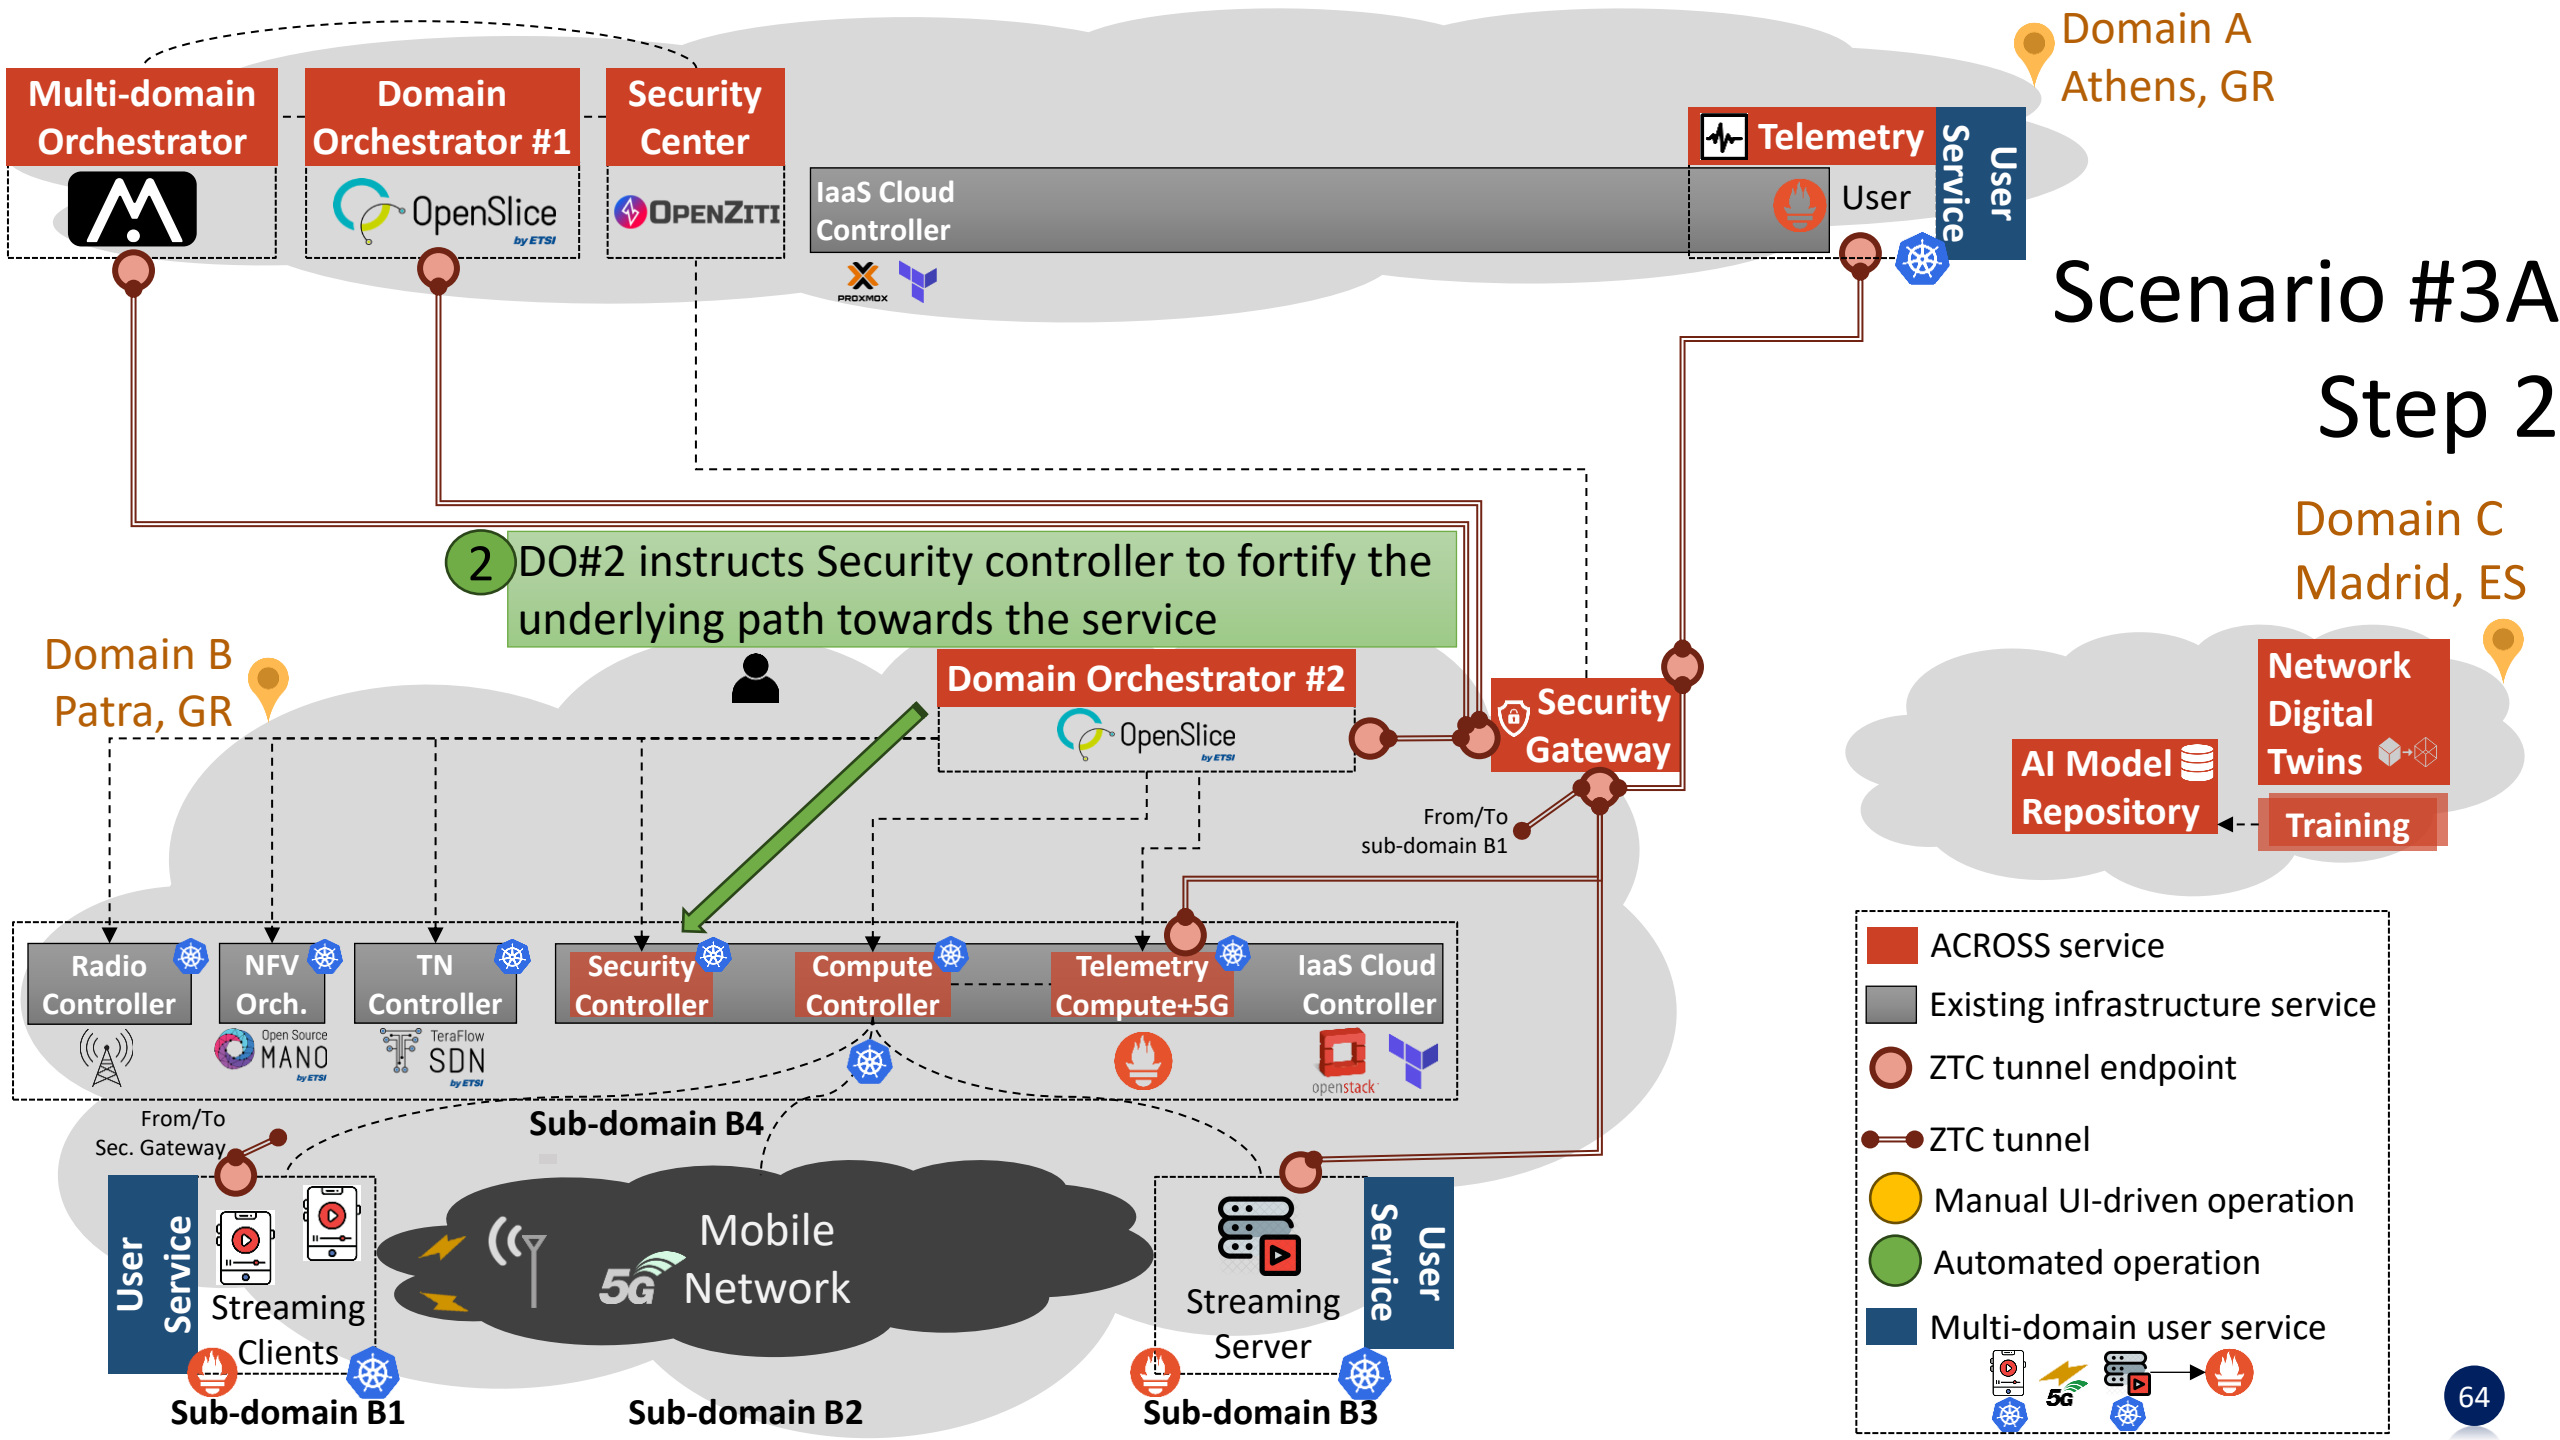 Domain A
Athens, GR
Multi-domain
Orchestrator
Domain
Orchestrator #1
Security
Center
Telemetry
User
Service
OpenSlice
by ETSI
OPENZITI
IaaS Cloud
Controller
User
PROXMOX
Scenario #3A
Step 2
Domain C
Madrid, ES
2
DO#2 instructs Security controller to fortify the
underlying path towards the service
Domain B
Patra, GR
Domain Orchestrator #2
OpenSlice
by ETSI
Security
Gateway
Network
Digital
Twins
AI Model
Repository
Training
From/To
sub-domain B1
Radio
Controller
NFV
Orch.
TN
Controller
Security
Controller
Compute
Controller
Telemetry
Compute+5G
IaaS Cloud
Controller
Open Source
MANO
by ETSI
TeraFlow
SDN
by ETSI
openstack
Sub-domain B4
From/To
Sec. Gateway
User
Service
Streaming
Clients
Sub-domain B1
5G
Mobile
Network
Sub-domain B2
Streaming
Server
User
Service
Sub-domain B3
ACROSS service
Existing infrastructure service
ZTC tunnel endpoint
ZTC tunnel
Manual UI-driven operation
Automated operation
Multi-domain user service
5G
64